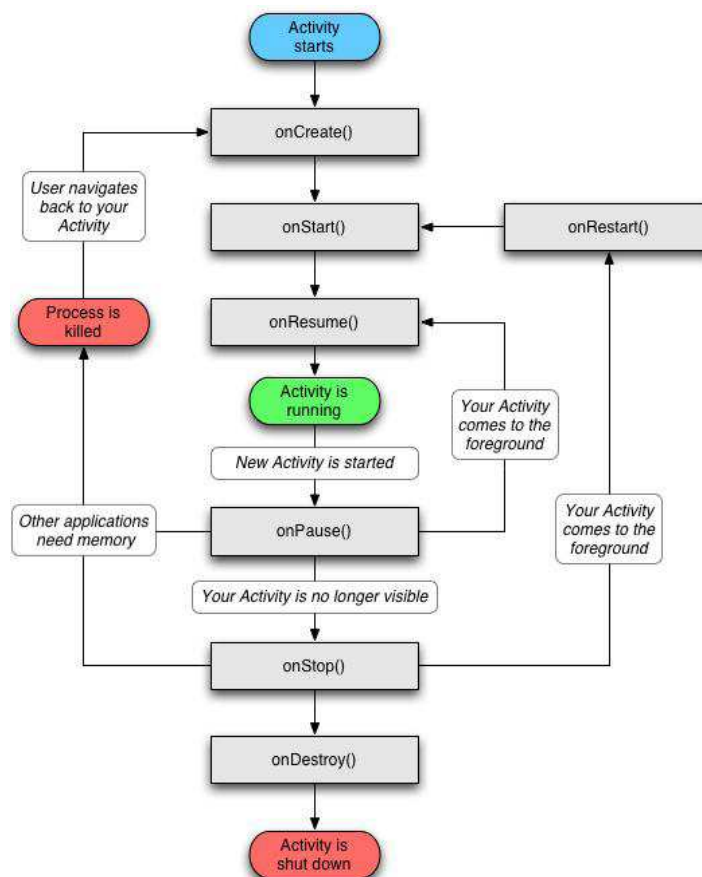 Activity
starts
onCreate()
User navigates
back to your
Activity
onStart()
onRestart()
Process is
killed
onResume()
Activity is
running
Your Activity
comes to the
foreground
New Activity is started
Other applications
need memory
onPause()
Your Activity
comes to the
foreground
Your Activity is no longer visible
onStop()
onDestroy()
Activity is
shut down